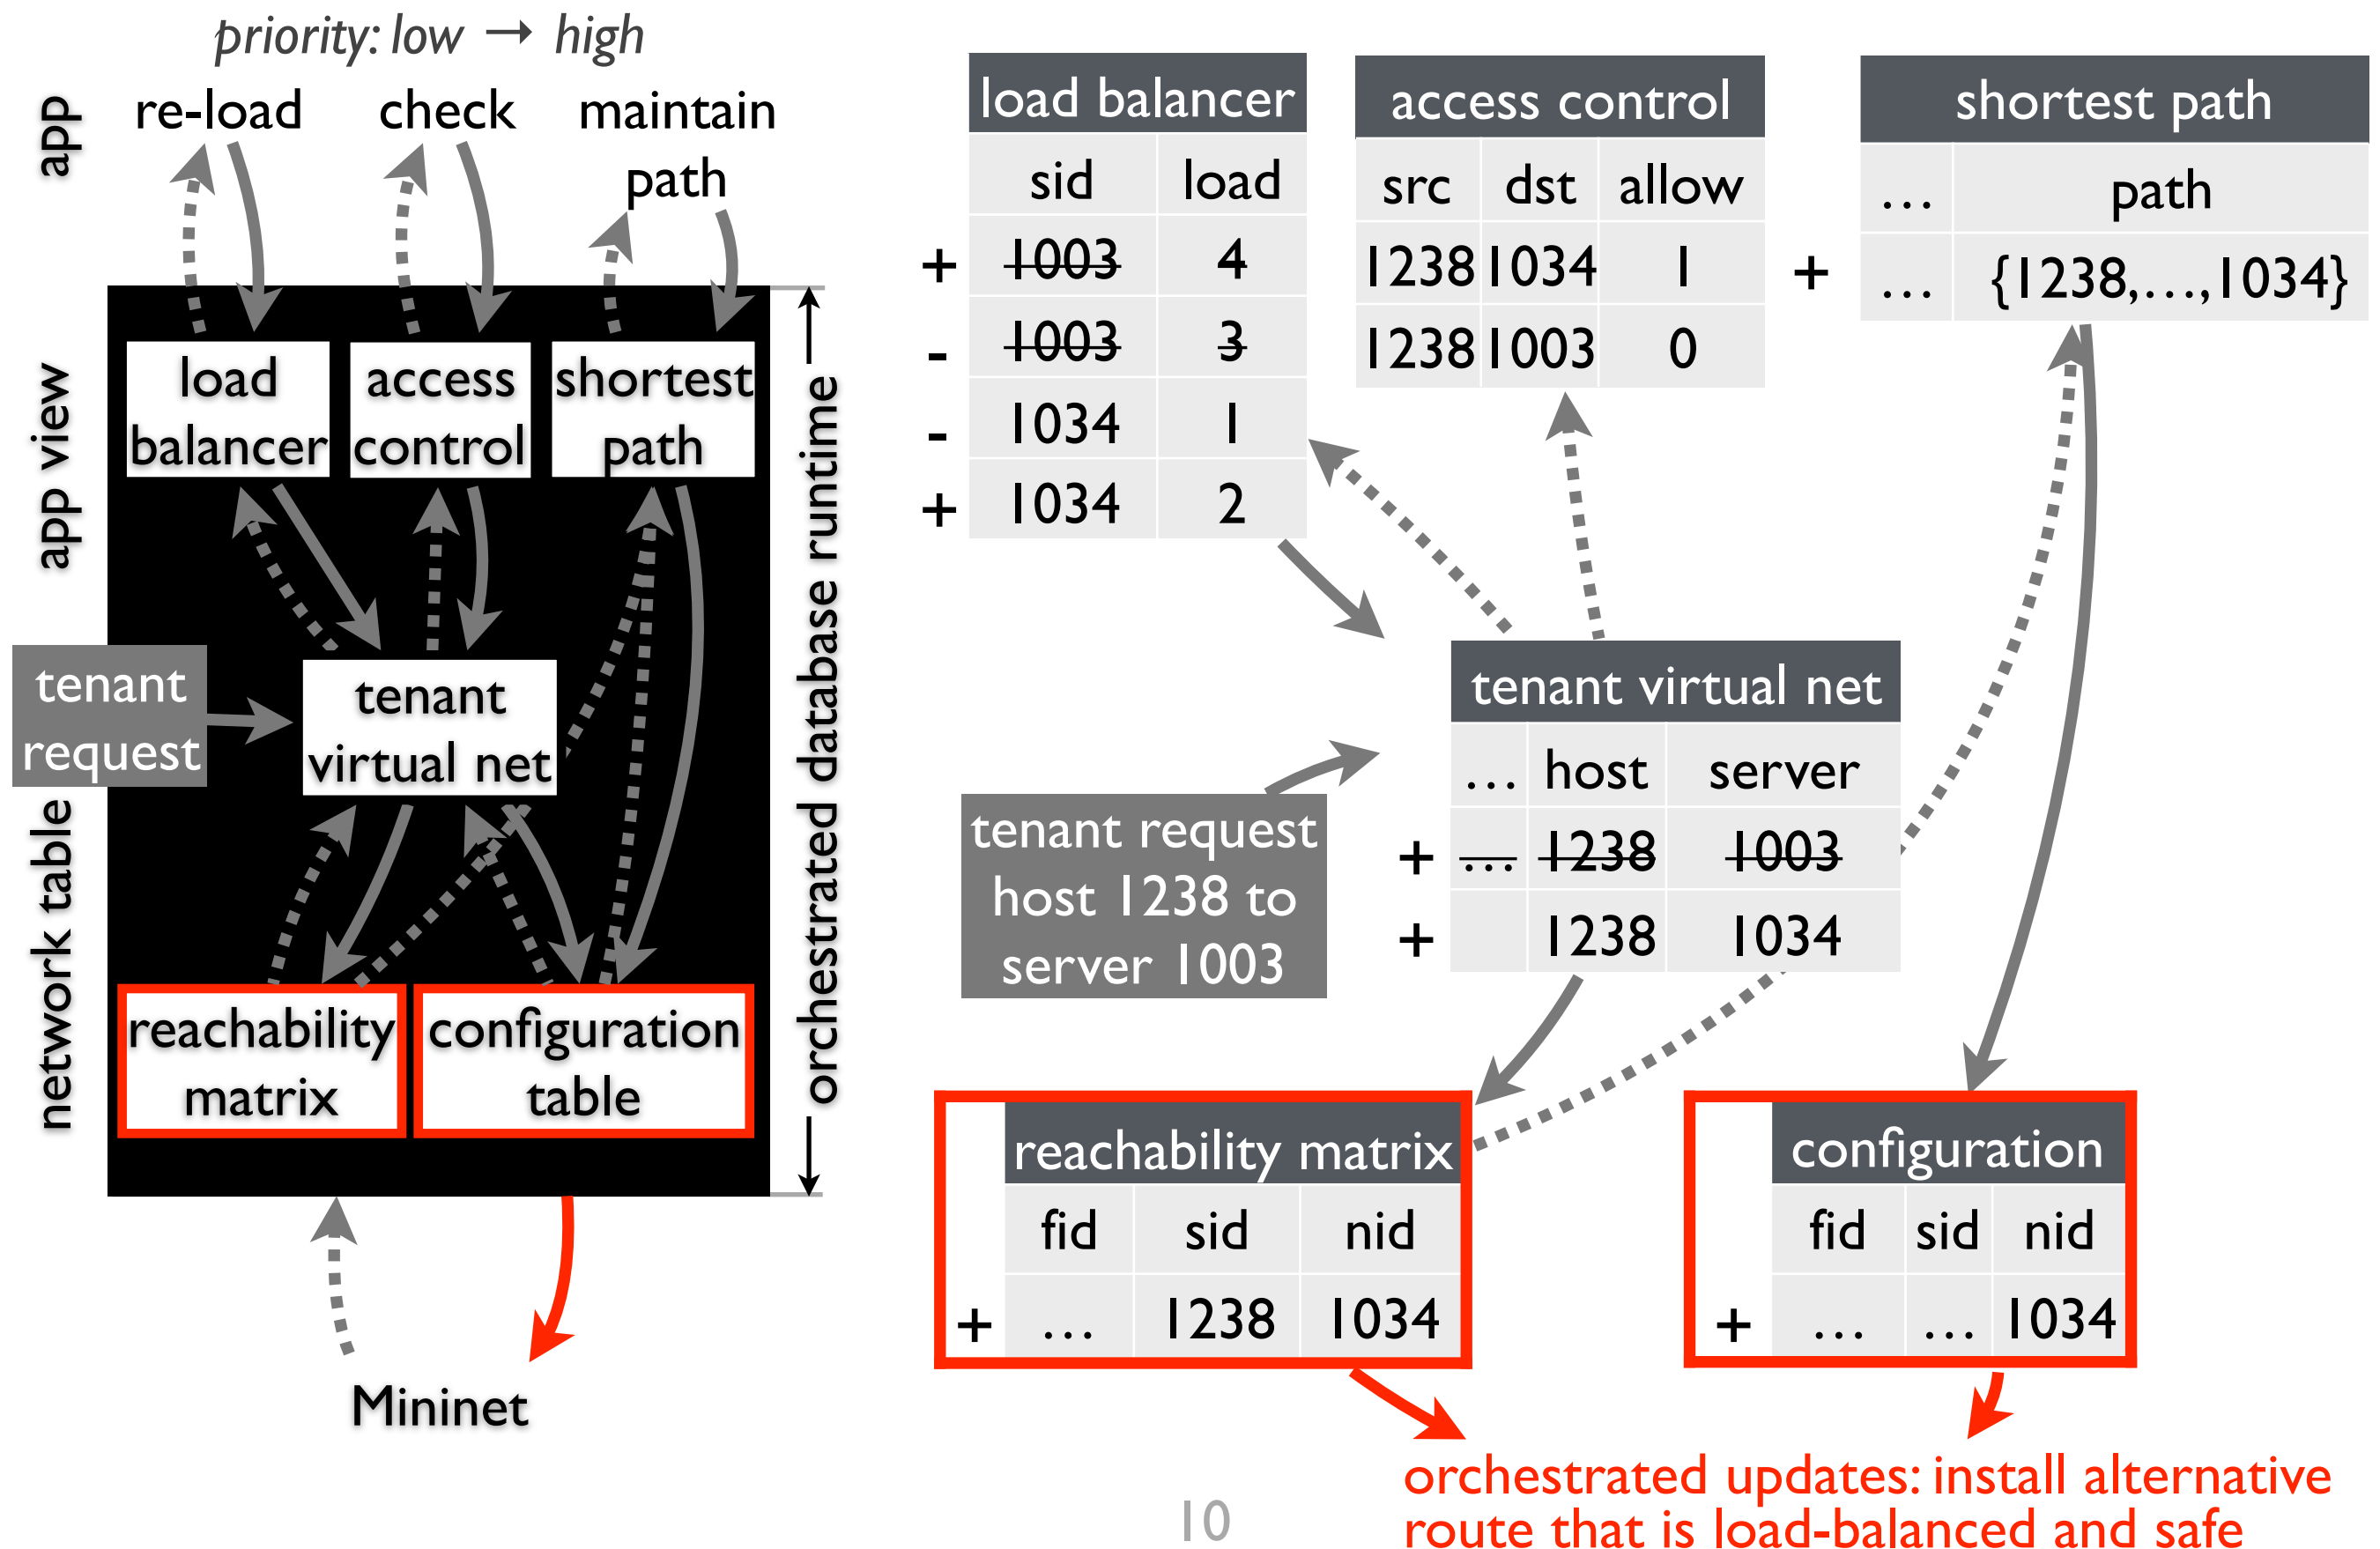 priority: low → high
app
re-load
check
maintain
path
app view
load
balancer
access
control
shortest
path
tenant
request
tenant
virtual net
network table
reachability
matrix
configuration
table
orchestrated database runtime
Mininet
load balancer
sid load
+ 1003 4
- 1003 3
- 1034 1
+ 1034 2
access control
src dst allow
1238 1034 1
1238 1003 0
shortest path
… path
+ … {1238,…,1034}
tenant request
host 1238 to
server 1003
tenant virtual net
… host server
+ … 1238 1003
+ 1238 1034
reachability matrix
fid sid nid
+ … 1238 1034
configuration
fid sid nid
+ … … 1034
orchestrated updates: install alternative
route that is load-balanced and safe
10